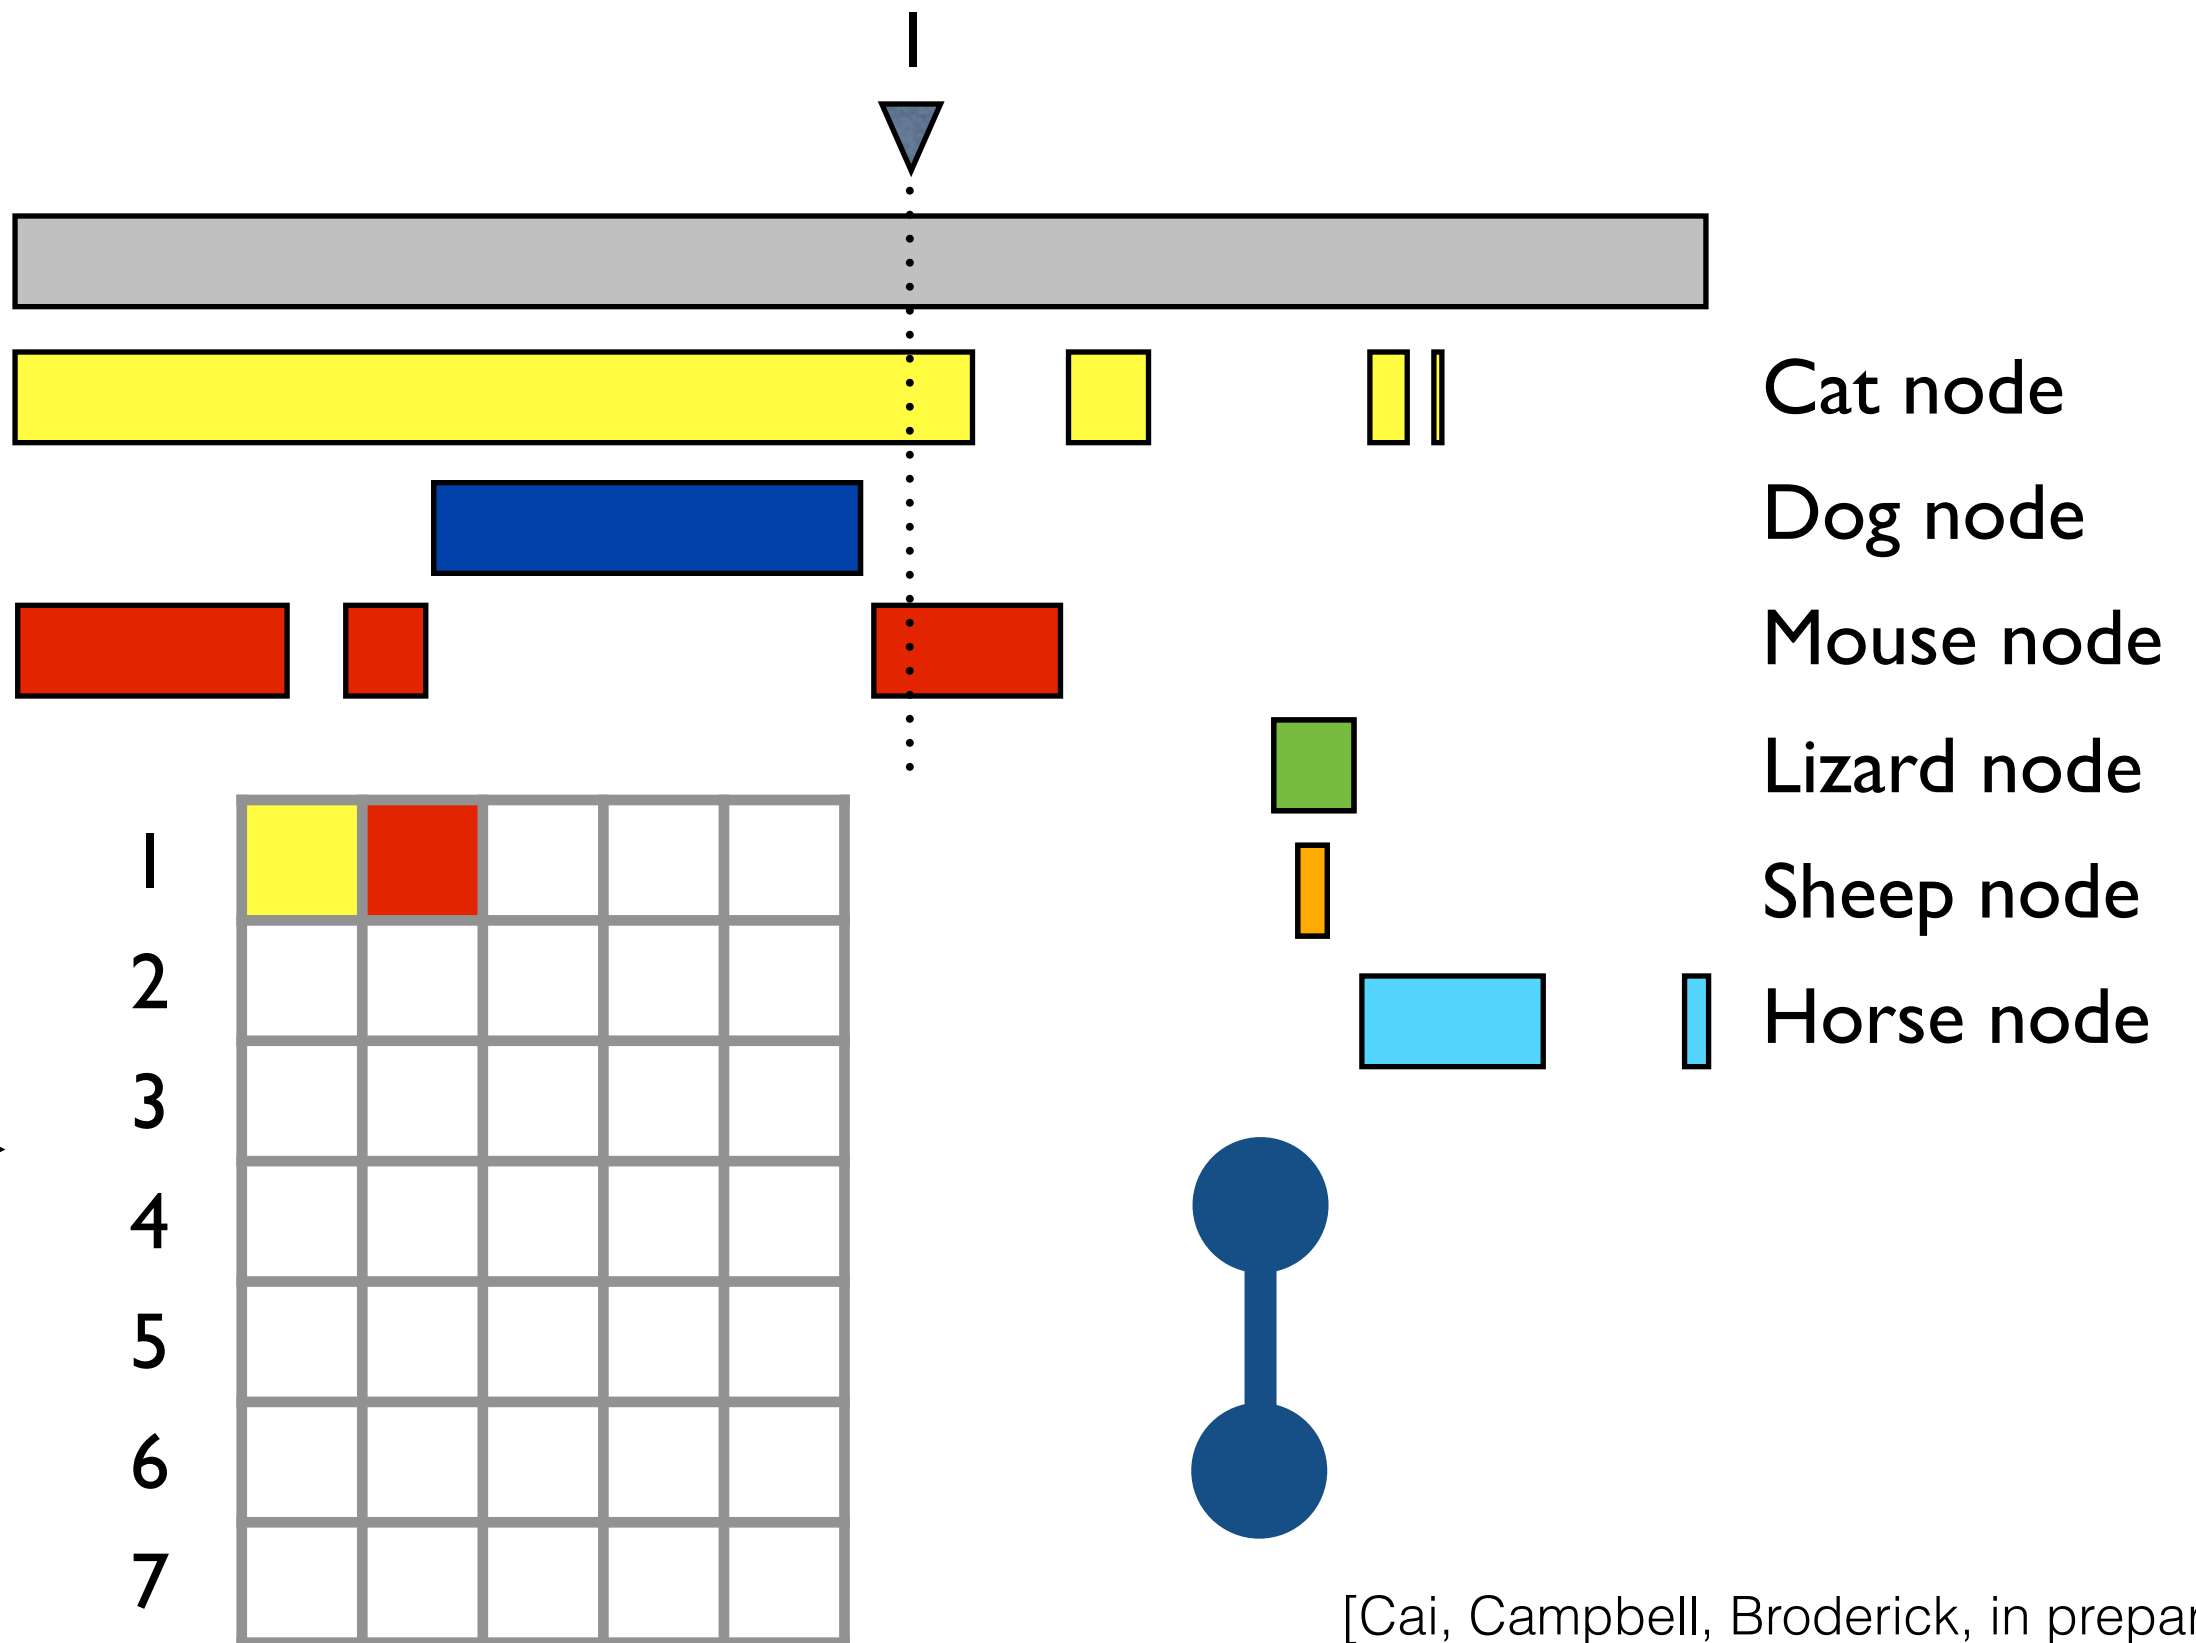 1
Cat node
Dog node
Mouse node
Lizard node
Sheep node
Horse node
1
2
3
4
5
6
7
[Cai, Campbell, Broderick, in